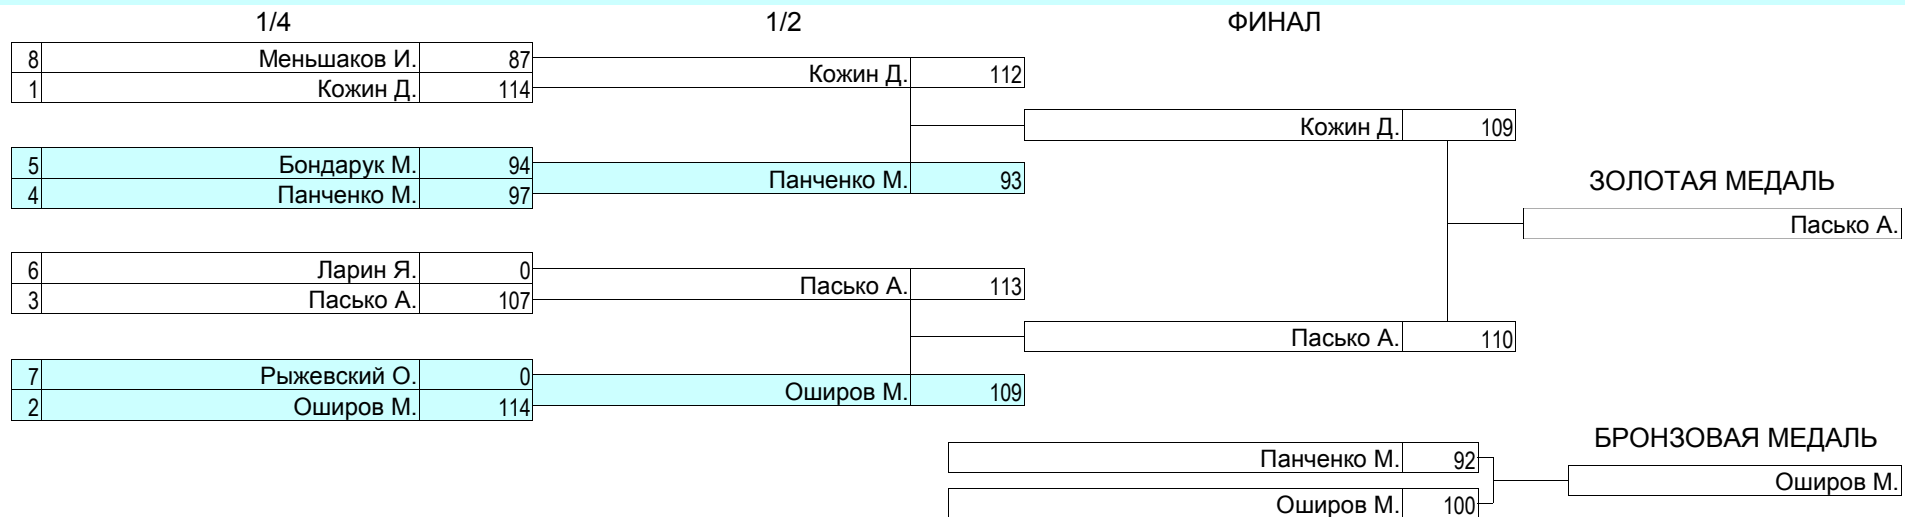 1/4 1/2 ФИНАЛ
8 Меньшаков И. 87
Кожин Д. 112
1 Кожин Д. 114
Кожин Д. 109
5 Бондарук М. 94
Панченко М. 93
4 Панченко М. 97
ЗОЛОТАЯ МЕДАЛЬ
Пасько А.
6 Ларин Я. 0
Пасько А. 113
3 Пасько А. 107
Пасько А. 110
7 Рыжевский О. 0
Оширов М. 109
2 Оширов М. 114
БРОНЗОВАЯ МЕДАЛЬ
Панченко М. 92
Оширов М.
Оширов М. 100